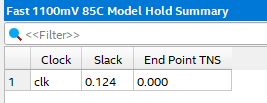 Fast 1100mV 85C Model Hold Summary
<<Filter>>
Clock Slack End Point TNS
1 clk 0.124 0.000